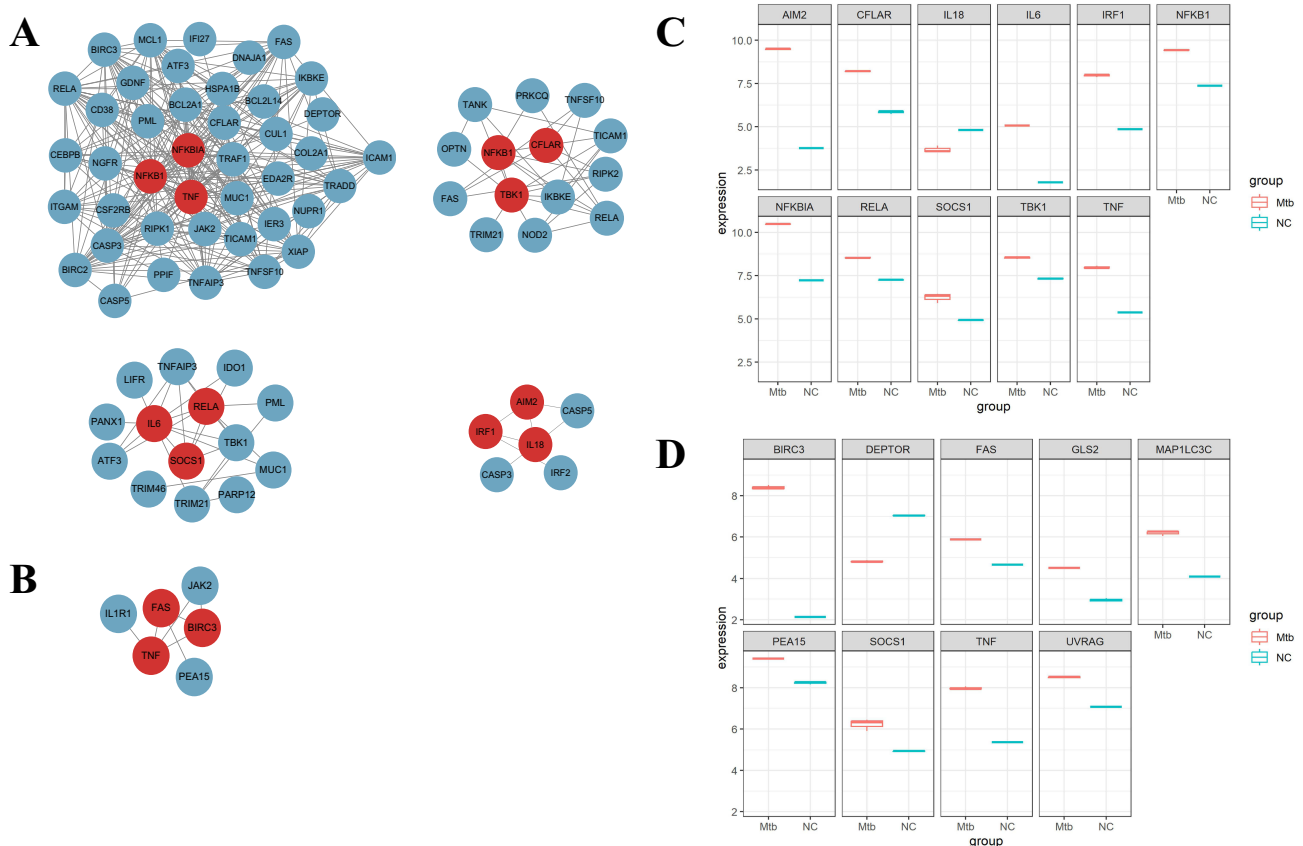 A
MCL1
IFI27
FAS
BIRC3
DNAJA1
ATF3
IKBKE
RELA
GDNF
HSPA1B
BCL2L14
BCL2A1
DEPTOR
CD38
PML
CFLAR
CUL1
NFKBIA
CEBPB
NGFR
TRAF1
COL2A1
ICAM1
NFKB1
EDA2R
TRADD
TNF
MUC1
ITGAM
CSF2RB
NUPR1
RIPK1
JAK2
IER3
CASP3
TICAM1
XIAP
BIRC2
PPIF
TNFAIP3
TNFSF10
CASP5
TANK
PRKCQ
TNFSF10
TICAM1
OPTN
NFKB1
CFLAR
RIPK2
FAS
TBK1
IKBKE
RELA
TRIM21
NOD2
TNFAIP3
IDO1
LIFR
RELA
PML
PANX1
IL6
TBK1
ATF3
SOCS1
MUC1
TRIM46
TRIM21
PARP12
AIM2
CASP5
IRF1
IL18
CASP3
IRF2
B
JAK2
IL1R1
FAS
BIRC3
TNF
PEA15
C
AIM2 CFLAR IL18 IL6 IRF1 NFKB1
10.0
7.5
5.0
2.5
Mtb NC
NFKBIA RELA SOCS1 TBK1 TNF
10.0
7.5
5.0
2.5
Mtb NC Mtb NC Mtb NC Mtb NC Mtb NC
expression
group
group
Mtb
NC
D
BIRC3 DEPTOR FAS GLS2 MAP1LC3C
8
6
4
2
Mtb NC
PEA15 SOCS1 TNF UVRAG
8
6
4
2
Mtb NC Mtb NC Mtb NC Mtb NC
expression
group
group
Mtb
NC